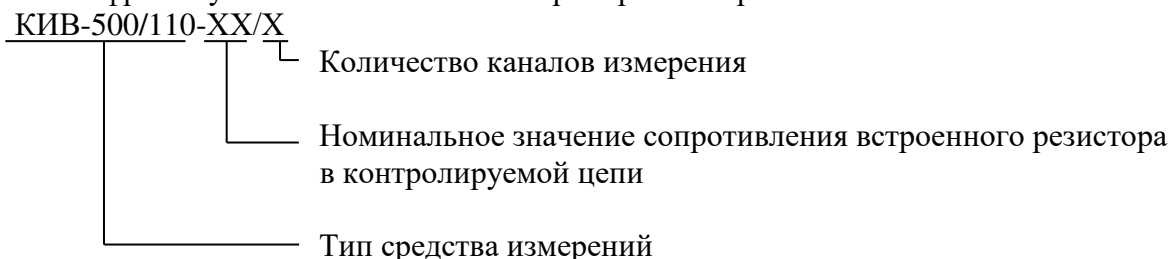 КИВ-500/110-XX/X
Количество каналов измерения
Номинальное значение сопротивления встроенного резистора
в контролируемой цепи
Тип средства измерений